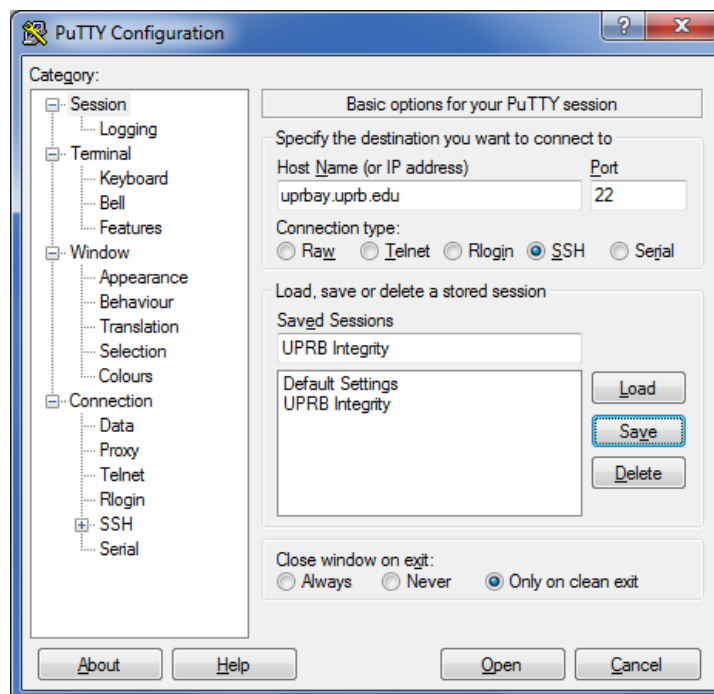 PuTTY Configuration
?
X
Category:
Session
Logging
Terminal
Keyboard
Bell
Features
Window
Appearance
Behaviour
Translation
Selection
Colours
Connection
Data
Proxy
Telnet
Rlogin
SSH
Serial
Basic options for your PuTTY session
Specify the destination you want to connect to
Host Name (or IP address) Port
uprbay.uprb.edu 22
Connection type:
Raw Telnet Rlogin SSH Serial
Load, save or delete a stored session
Saved Sessions
UPRB Integrity
Default Settings
UPRB Integrity
Load
Save
Delete
Close window on exit:
Always Never Only on clean exit
About Help Open Cancel